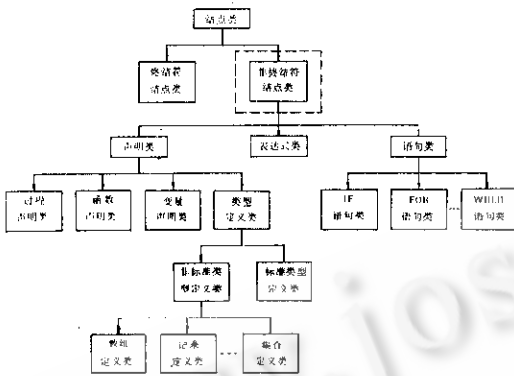 站点类
终结符
站点类
非终结符
站点类
声明类
表达式类
语句类
过程
声明类
函数
声明类
变量
声明类
类型
定义类
IF
语句类
FOR
语句类
WHILE
语句类
非标准类
型定义类
标准类型
定义类
数组
定义类
记录
定义类
集合
定义类